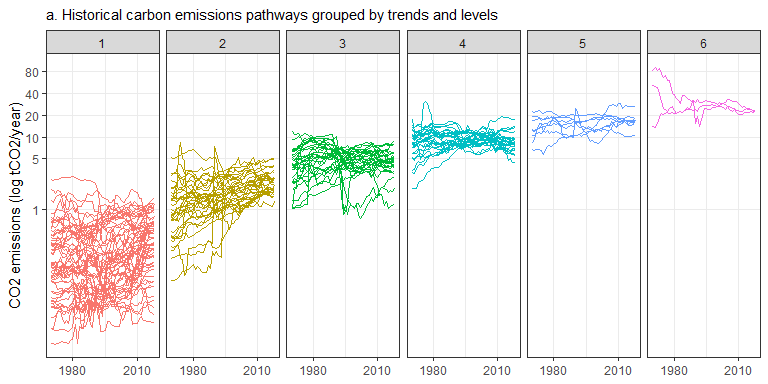 a. Historical carbon emissions pathways grouped by trends and levels
1 2 3 4 5 6
CO2 emissions (log tCO2/year)
80
40
20
10
5
1
1980 2010 1980 2010 1980 2010 1980 2010 1980 2010 1980 2010